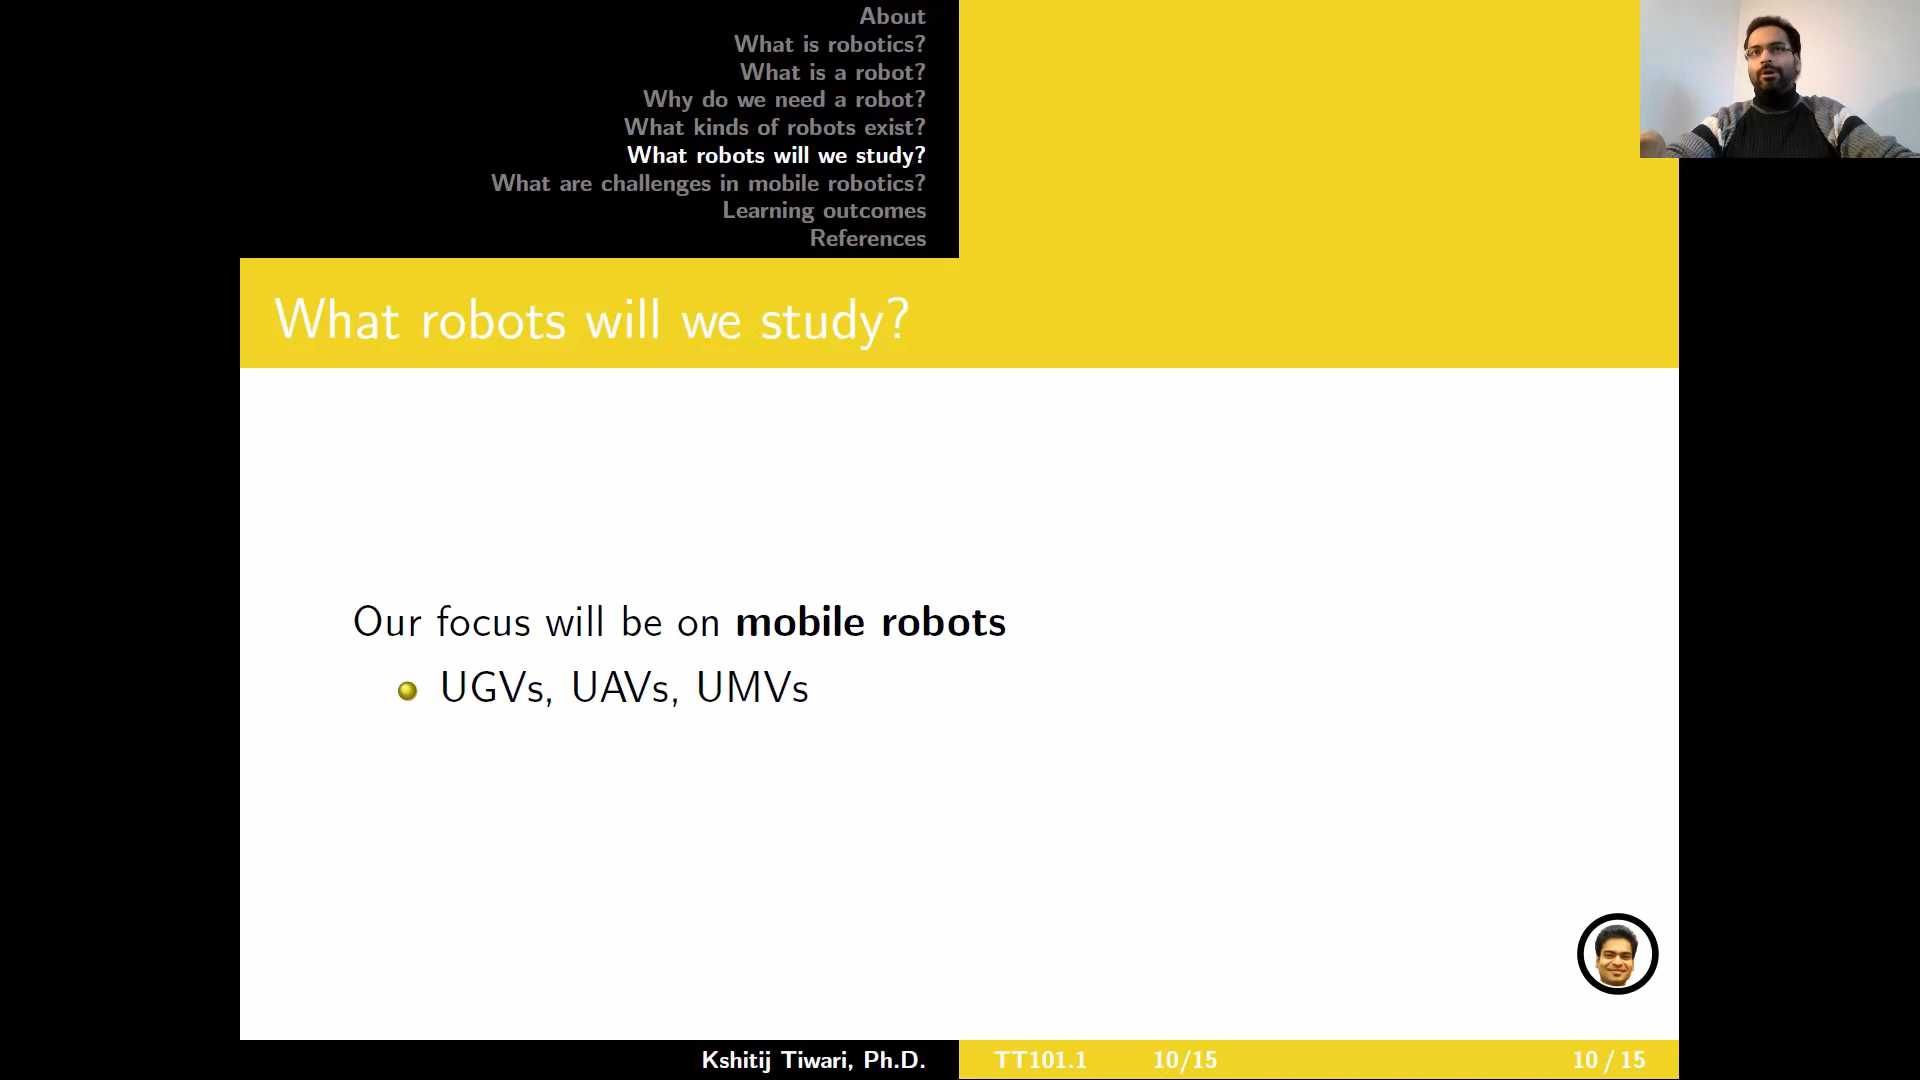 About
What is robotics?
What is a robot?
Why do we need a robot?
What kinds of robots exist?
What robots will we study?
What are challenges in mobile robotics?
Learning outcomes
References
What robots will we study?
Our focus will be on mobile robots
UGVs, UAVs, UMVs
Kshitij Tiwari, Ph.D. TT101.1 10/15 10 / 15